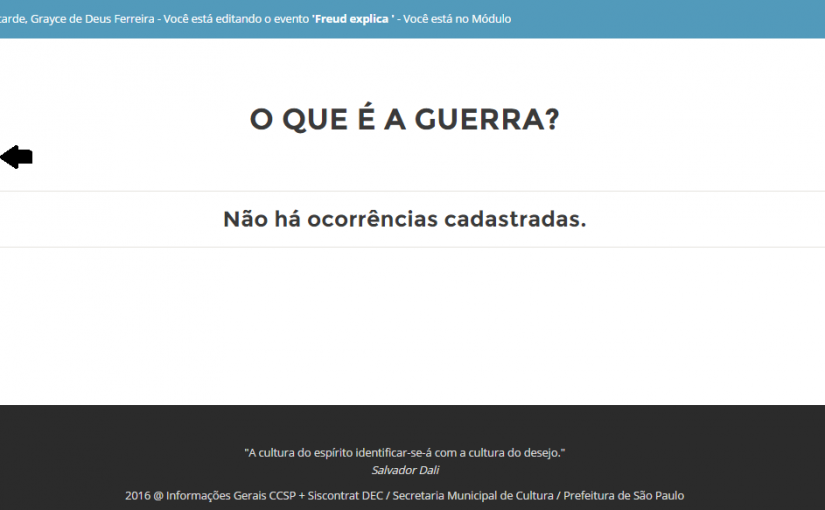 Grayce de Deus Ferreira - Você está editando o evento 'Freud explica ' - Você está no Módulo
O QUE É A GUERRA?
Não há ocorrências cadastradas.
"A cultura do espírito identificar-se-á com a cultura do desejo."
Salvador Dali
2016 @ Informações Gerais CCSP + Siscontrat DEC / Secretaria Municipal de Cultura / Prefeitura de São Paulo